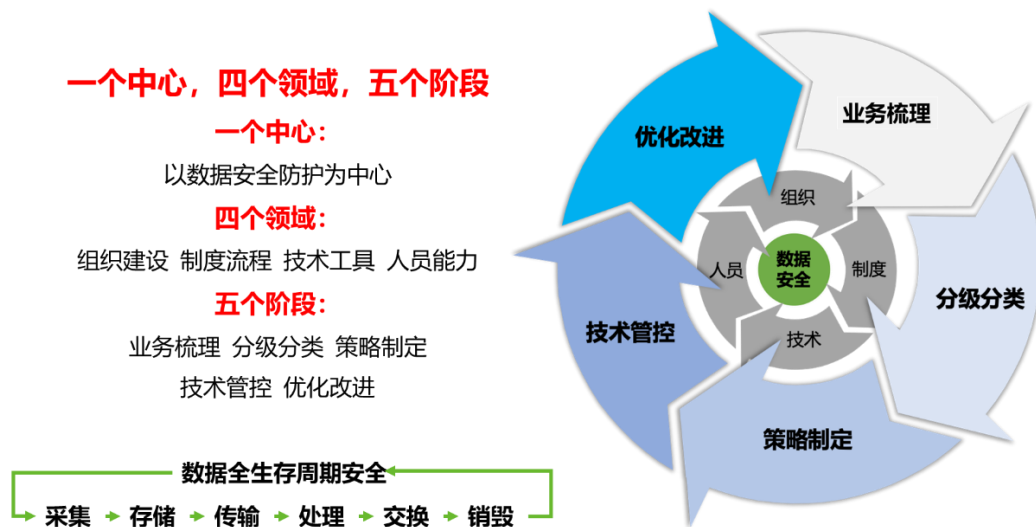 一个中心，四个领域，五个阶段
一个中心：
以数据安全防护为中心
四个领域：
组织建设 制度流程 技术工具 人员能力
五个阶段：
业务梳理 分级分类 策略制定
技术管控 优化改进
数据全生存周期安全
采集 存储 传输 处理 交换 销毁
优化改进
业务梳理
分级分类
策略制定
技术管控
组织
制度
技术
人员
数据
安全